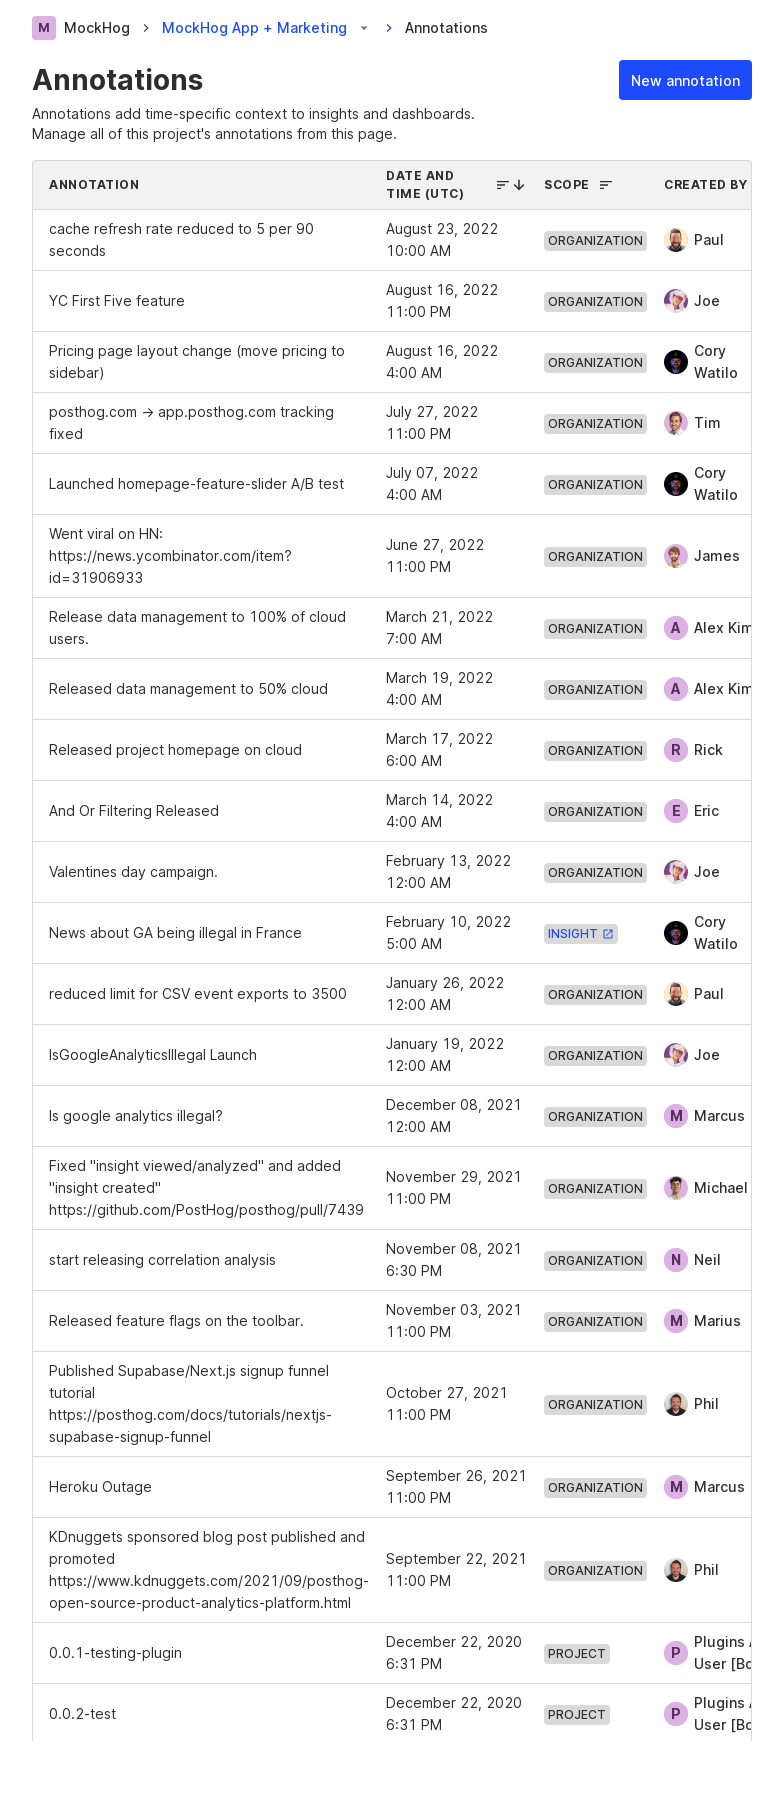 M MockHog > MockHog App + Marketing > Annotations
Annotations
New annotation
Annotations add time-specific context to insights and dashboards.
Manage all of this project's annotations from this page.
ANNOTATION
DATE AND
TIME (UTC)
SCOPE
CREATED BY
cache refresh rate reduced to 5 per 90
seconds
August 23, 2022
10:00 AM
ORGANIZATION
Paul
YC First Five feature
August 16, 2022
11:00 PM
ORGANIZATION
Joe
Pricing page layout change (move pricing to
sidebar)
August 16, 2022
4:00 AM
ORGANIZATION
Cory
Watilo
posthog.com → app.posthog.com tracking
fixed
July 27, 2022
11:00 PM
ORGANIZATION
Tim
Launched homepage-feature-slider A/B test
July 07, 2022
4:00 AM
ORGANIZATION
Cory
Watilo
Went viral on HN:
https://news.ycombinator.com/item?
id=31906933
June 27, 2022
11:00 PM
ORGANIZATION
James
Release data management to 100% of cloud
users.
March 21, 2022
7:00 AM
ORGANIZATION
A Alex Kim
Released data management to 50% cloud
March 19, 2022
4:00 AM
ORGANIZATION
A Alex Kim
Released project homepage on cloud
March 17, 2022
6:00 AM
ORGANIZATION
R Rick
And Or Filtering Released
March 14, 2022
4:00 AM
ORGANIZATION
E Eric
Valentines day campaign.
February 13, 2022
12:00 AM
ORGANIZATION
Joe
News about GA being illegal in France
February 10, 2022
5:00 AM
INSIGHT
Cory
Watilo
reduced limit for CSV event exports to 3500
January 26, 2022
12:00 AM
ORGANIZATION
Paul
IsGoogleAnalyticsIllegal Launch
January 19, 2022
12:00 AM
ORGANIZATION
Joe
Is google analytics illegal?
December 08, 2021
12:00 AM
ORGANIZATION
M Marcus
Fixed "insight viewed/analyzed" and added
"insight created"
https://github.com/PostHog/posthog/pull/7439
November 29, 2021
11:00 PM
ORGANIZATION
Michael
start releasing correlation analysis
November 08, 2021
6:30 PM
ORGANIZATION
N Neil
Released feature flags on the toolbar.
November 03, 2021
11:00 PM
ORGANIZATION
M Marius
Published Supabase/Next.js signup funnel
tutorial
https://posthog.com/docs/tutorials/nextjs-
supabase-signup-funnel
October 27, 2021
11:00 PM
ORGANIZATION
Phil
Heroku Outage
September 26, 2021
11:00 PM
ORGANIZATION
M Marcus
KDnuggets sponsored blog post published and
promoted
https://www.kdnuggets.com/2021/09/posthog-
open-source-product-analytics-platform.html
September 22, 2021
11:00 PM
ORGANIZATION
Phil
0.0.1-testing-plugin
December 22, 2020
6:31 PM
PROJECT
P Plugins
User
0.0.2-test
December 22, 2020
6:31 PM
PROJECT
P Plugins
User